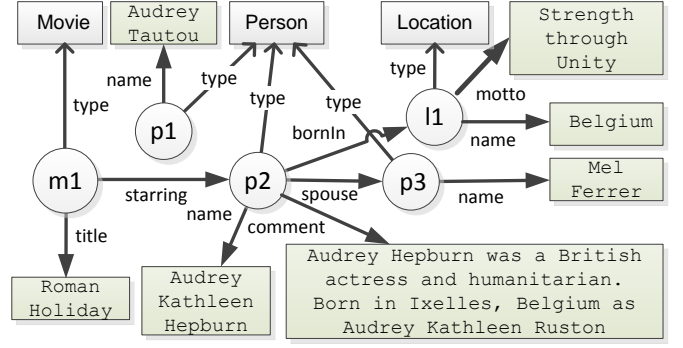 Movie
Audrey
Tautou
Person
Location
Strength
through
Unity
name
type
type
type
type
type
motto
p1
bornIn
l1
name
Belgium
m1
starring
p2
spouse
p3
name
Mel
Ferrer
title
name
comment
Roman
Holiday
Audrey
Kathleen
Hepburn
Audrey Hepburn was a British
actress and humanitarian.
Born in Ixelles, Belgium as
Audrey Kathleen Ruston